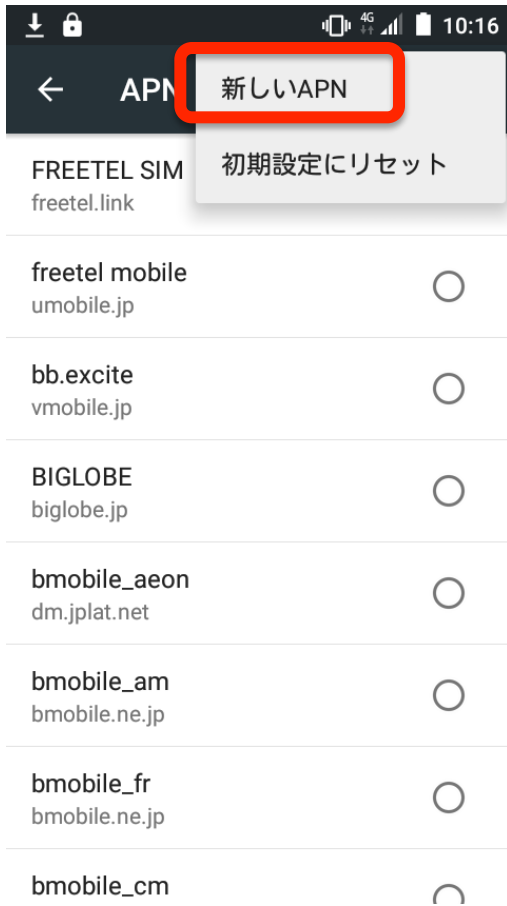 4G
10:16
APN
新しいAPN
初期設定にリセット
FREETEL SIM
freetel.link
freetel mobile
umobile.jp
bb.excite
vmobile.jp
BIGLOBE
biglobe.jp
bmobile_aeon
dm.jplat.net
bmobile_am
bmobile.ne.jp
bmobile_fr
bmobile.ne.jp
bmobile_cm